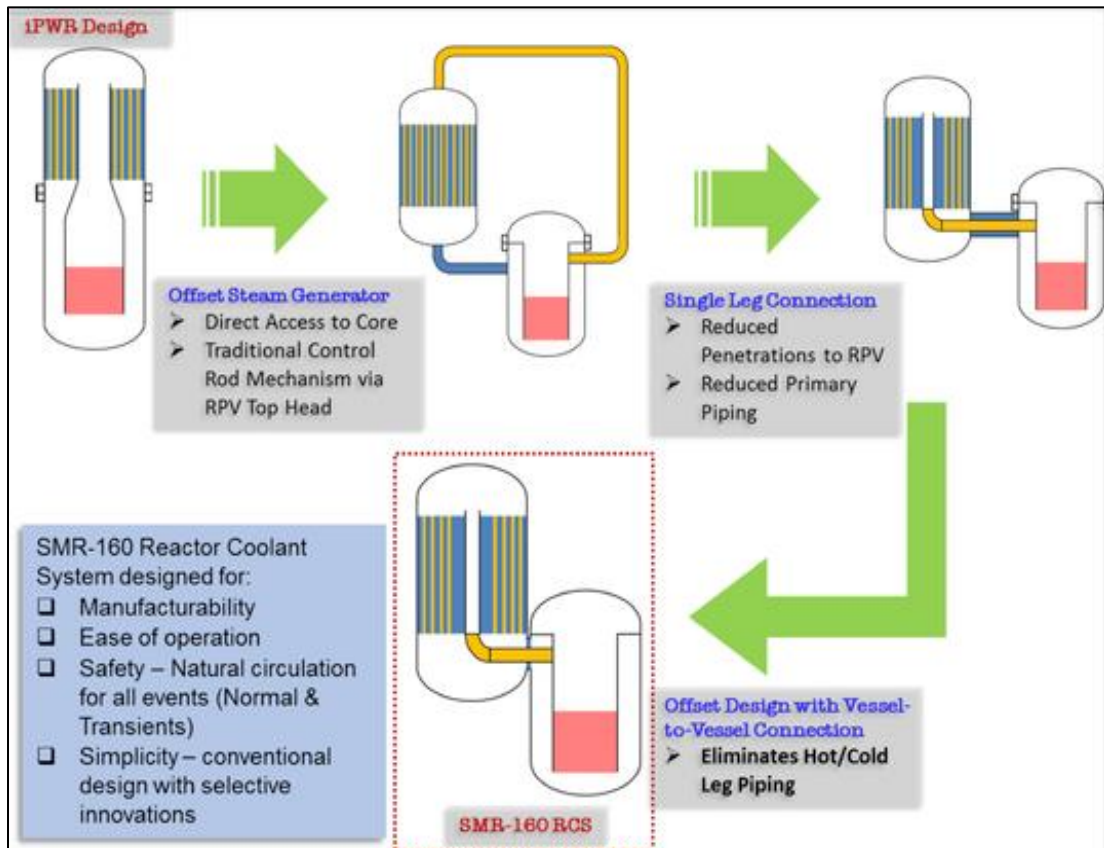 iPWR Design
Offset Steam Generator
➢ Direct Access to Core
➢ Traditional Control
Rod Mechanism via
RPV Top Head
Single Leg Connection
➢ Reduced
Penetrations to RPV
➢ Reduced Primary
Piping
SMR-160 Reactor Coolant
System designed for:
❑ Manufacturability
❑ Ease of operation
❑ Safety – Natural circulation
for all events (Normal &
Transients)
❑ Simplicity – conventional
design with selective
innovations
Offset Design with Vessel-
to-Vessel Connection
➢ Eliminates Hot/Cold
Leg Piping
SMR-160 RCS